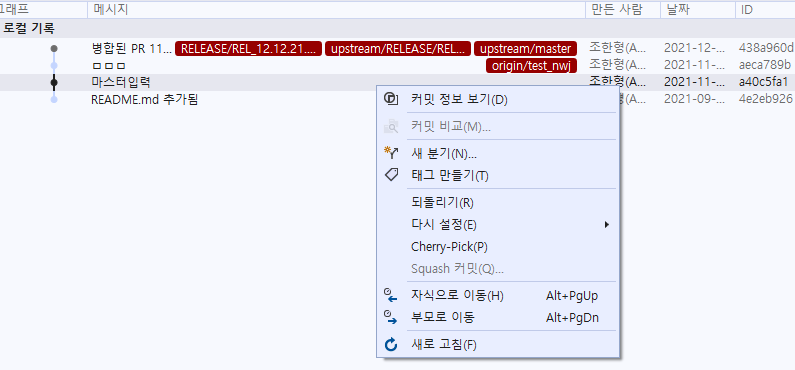 그래프 메시지 만든 사람 날짜 ID
로컬 기록
병합된 PR 11... RELEASE/REL_12.12.21.... upstream/RELEASE/REL... upstream/master 조한형(A... 2021-12-... 438a960d
ㅁㅁㅁ origin/test_nwj 조한형(A... 2021-11-... aeca789b
마스터입력 조한형(A... 2021-11-... a40c5fa1
README.md 추가됨 2021-09-... 4e2eb926
커밋 정보 보기(D)
커밋 비교(M)...
새 분기(N)...
태그 만들기(T)
되돌리기(R)
다시 설정(E)
Cherry-Pick(P)
Squash 커밋(Q)...
자식으로 이동(H) Alt+PgUp
부모로 이동 Alt+PgDn
새로 고침(F)